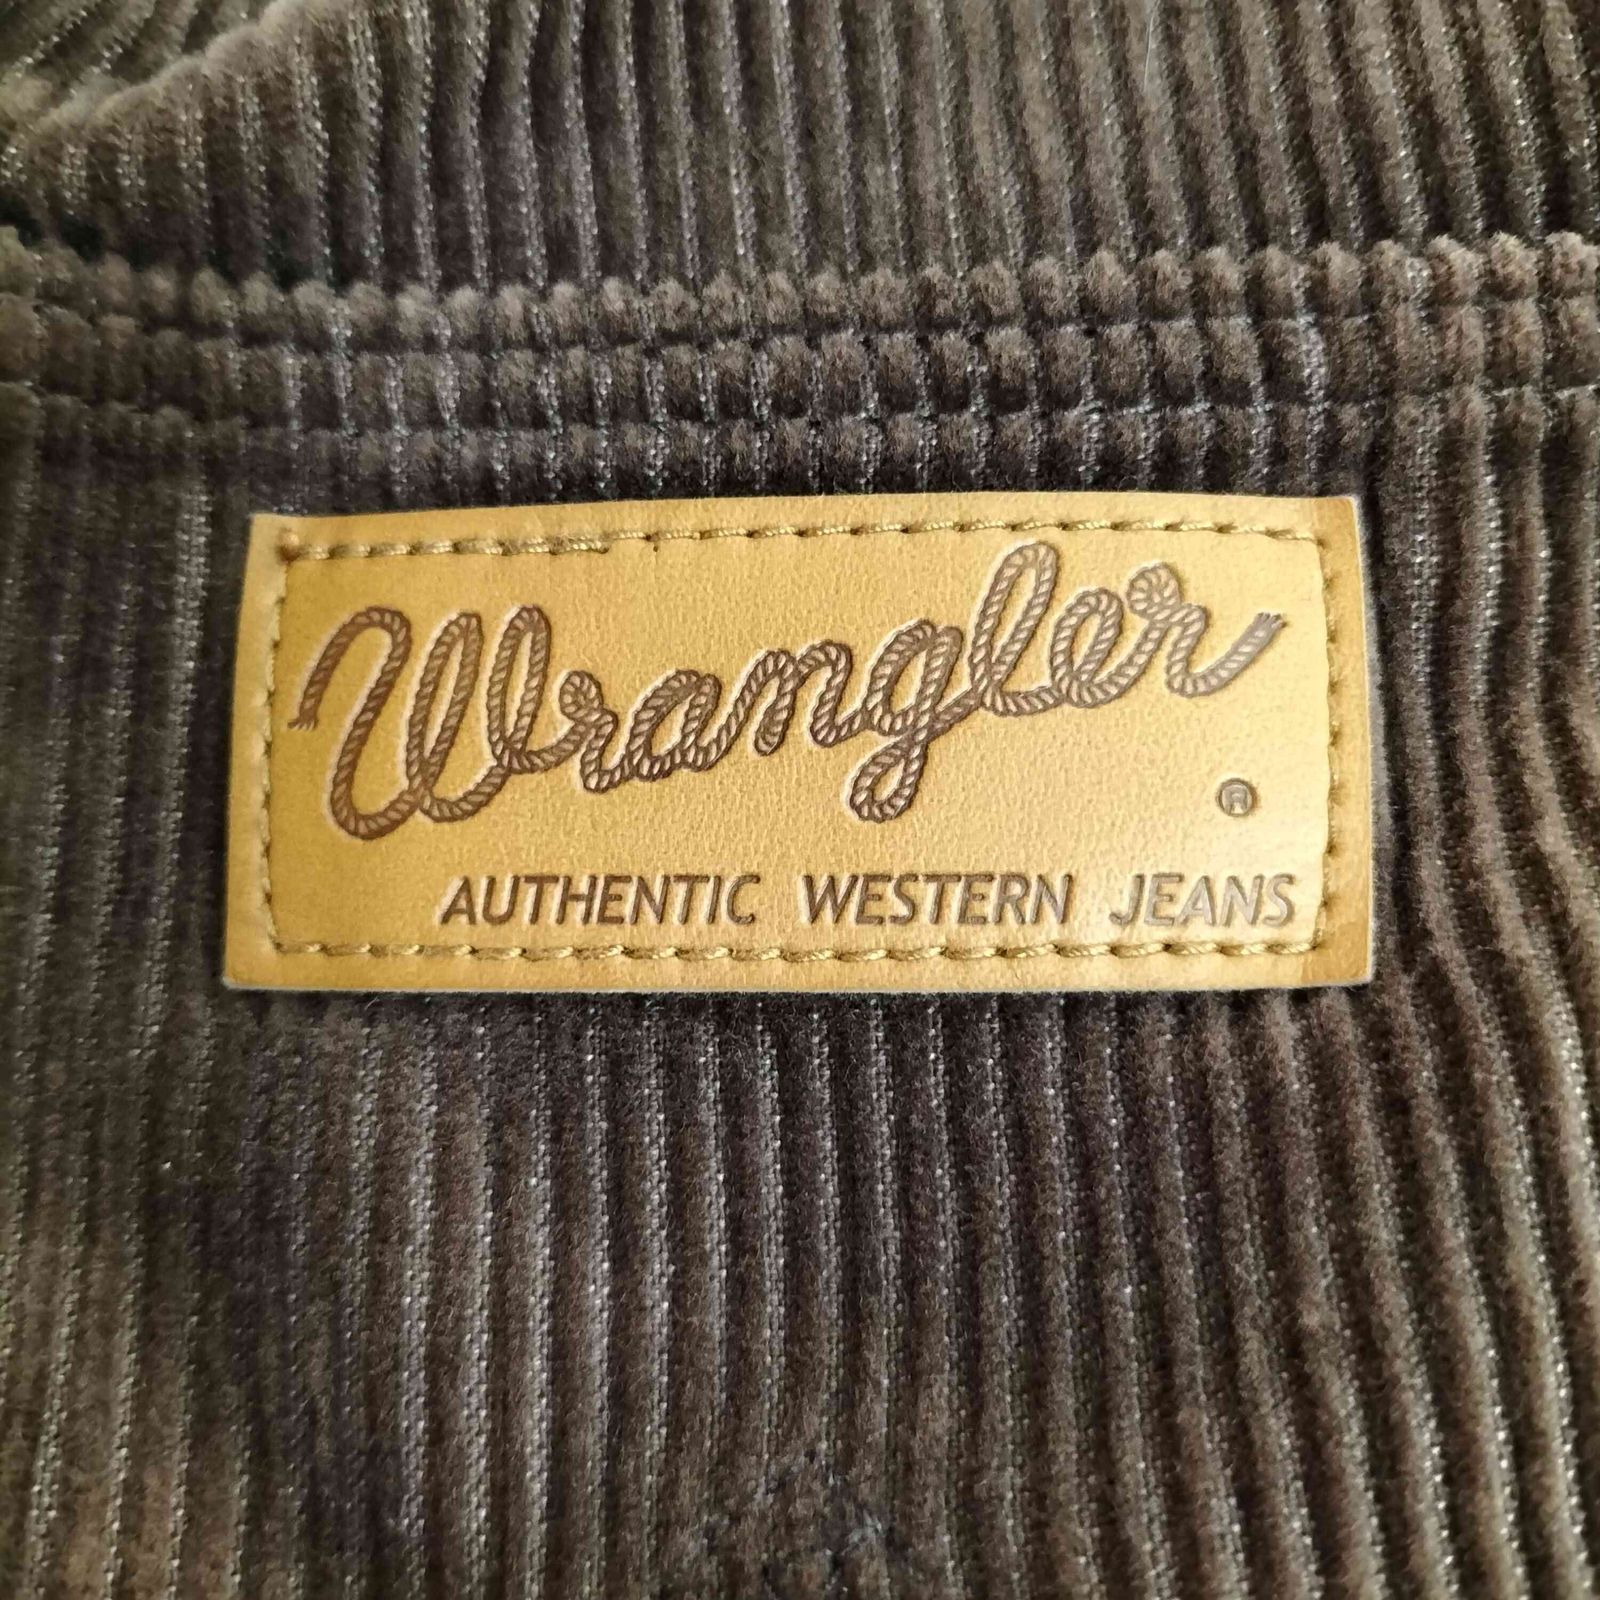 Wrangler
®
AUTHENTIC WESTERN JEANS